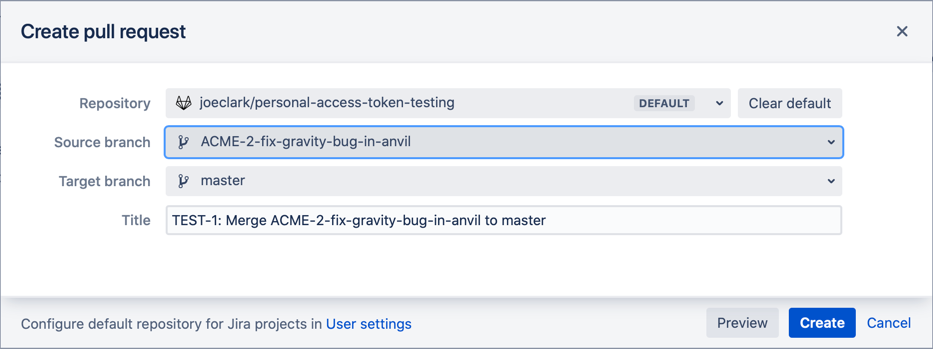 Create pull request
Repository joeclark/personal-access-token-testing DEFAULT Clear default
Source branch ACME-2-fix-gravity-bug-in-anvil
Target branch master
Title TEST-1: Merge ACME-2-fix-gravity-bug-in-anvil to master
Configure default repository for Jira projects in User settings Preview Create Cancel